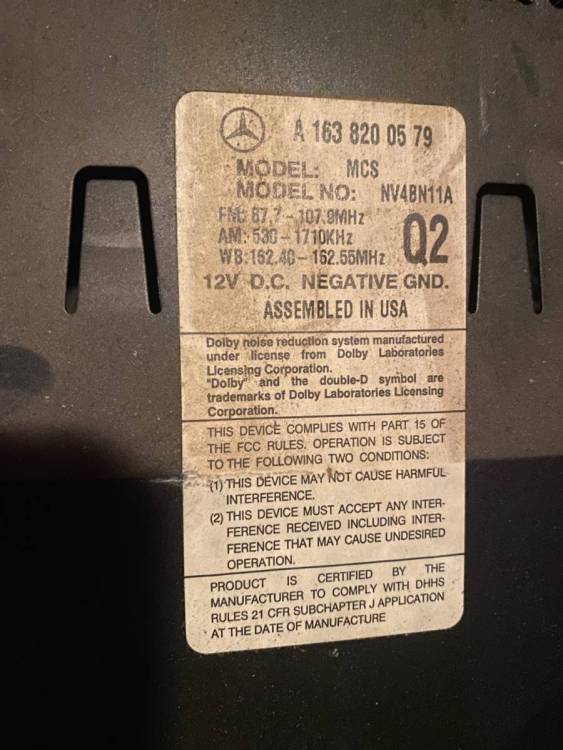 A 163 820 05 79
MODEL: MCS
MODEL NO: NV4BN11A
FM: 87.7-107.9MHz
AM: 530-1710KHz
WB: 162.40-162.55MHz
Q2
12V D.C. NEGATIVE GND.
ASSEMBLED IN USA
Dolby noise reduction system manufactured
under license from Dolby Laboratories
Licensing Corporation.
"Dolby" and the double-D symbol are
trademarks of Dolby Laboratories Licensing
Corporation.
THIS DEVICE COMPLIES WITH PART 15 OF
THE FCC RULES. OPERATION IS SUBJECT
TO THE FOLLOWING TWO CONDITIONS:
(1) THIS DEVICE MAY NOT CAUSE HARMFUL
INTERFERENCE.
(2) THIS DEVICE MUST ACCEPT ANY INTER-
FERENCE RECEIVED INCLUDING INTER-
FERENCE THAT MAY CAUSE UNDESIRED
OPERATION.
PRODUCT IS CERTIFIED BY THE
MANUFACTURER TO COMPLY WITH DHHS
RULES 21 CFR SUBCHAPTER J APPLICATION
AT THE DATE OF MANUFACTURE